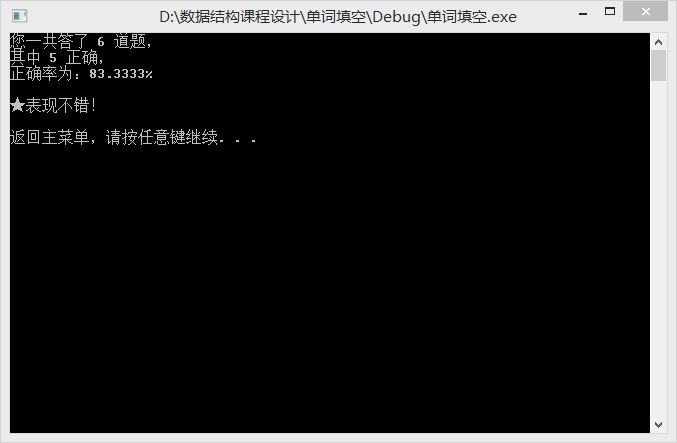 D:\数据结构课程设计\单词填空\Debug\单词填空.exe
您一共答了 6 道题，
其中 5 正确，
正确率为：83.3333%
★表现不错！
返回主菜单，请按任意键继续. . .